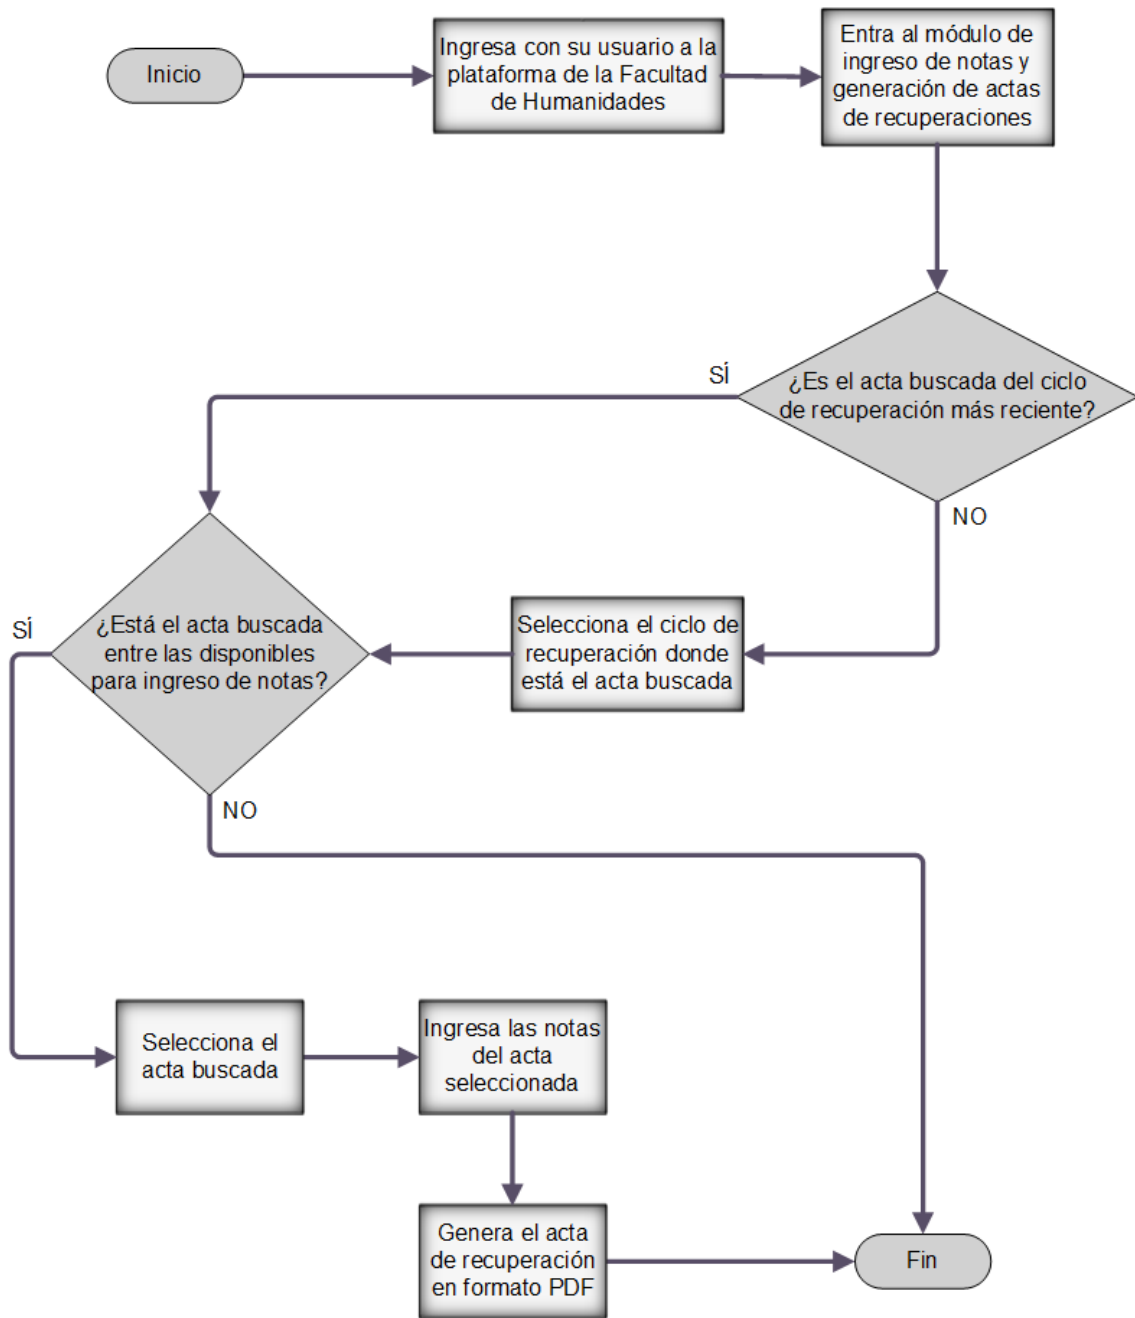 Inicio
Ingresa con su usuario a la
plataforma de la Facultad
de Humanidades
Entra al módulo de
ingreso de notas y
generación de actas
de recuperaciones
¿Es el acta buscada del ciclo
de recuperación más reciente?
SÍ
NO
Selecciona el ciclo de
recuperación donde
está el acta buscada
¿Está el acta buscada
entre las disponibles
para ingreso de notas?
SÍ
NO
Selecciona el
acta buscada
Ingresa las notas
del acta
seleccionada
Genera el acta
de recuperación
en formato PDF
Fin